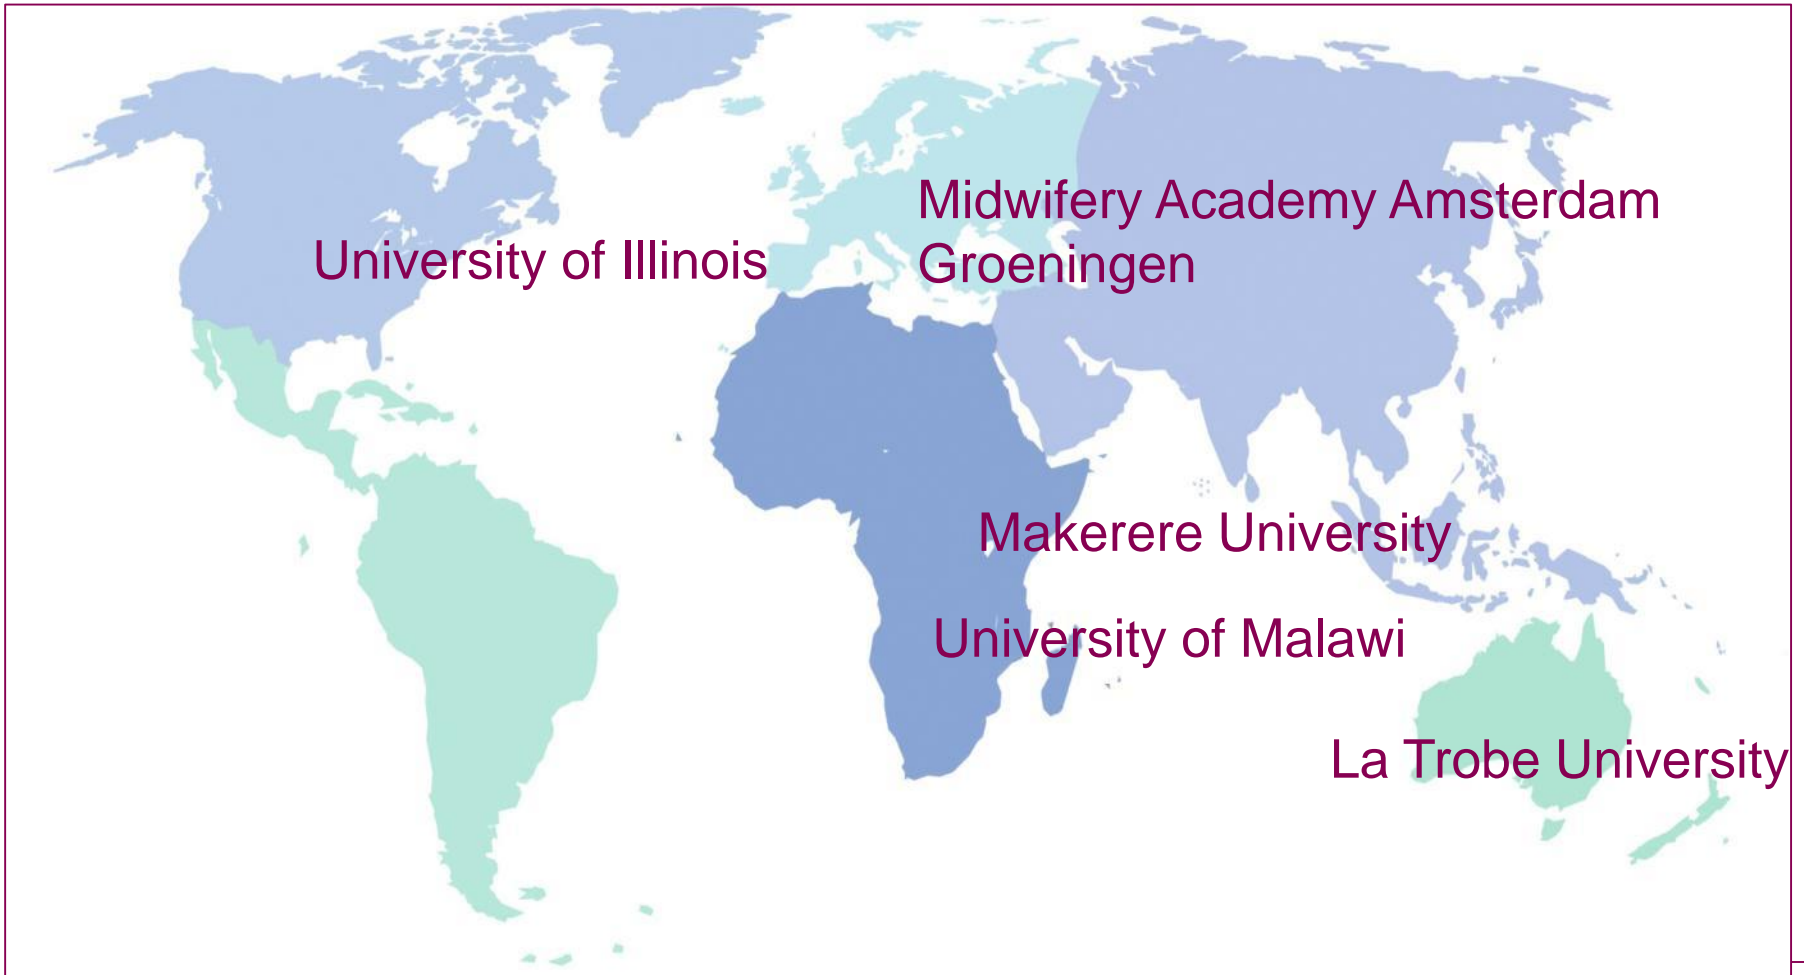 Midwifery Academy Amsterdam
Groeningen
University of Illinois
Makerere University
University of Malawi
La Trobe University